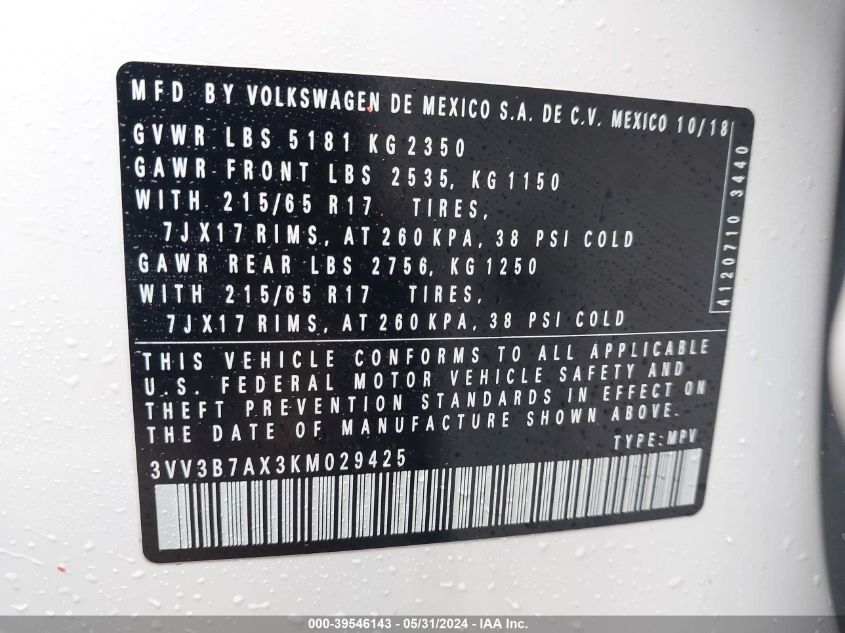 MFD BY VOLKSWAGEN DE MEXICO S.A. DE C.V. MEXICO 10/18
GVWR LBS 5181 KG 2350
GAWR FRONT LBS 2535, KG 1150
WITH 215/65 R17 TIRES,
7JX17 RIMS, AT 260 KPA, 38 PSI COLD
GAWR REAR LBS 2756, KG 1250
WITH 215/65 R17 TIRES,
7JX17 RIMS, AT 260 KPA, 38 PSI COLD
4120710 3440
THIS VEHICLE CONFORMS TO ALL APPLICABLE
U.S. FEDERAL MOTOR VEHICLE SAFETY AND
THEFT PREVENTION STANDARDS IN EFFECT ON
THE DATE OF MANUFACTURE SHOWN ABOVE.
TYPE: MPV
3VV3B7AX3KM029425
000-39546143 - 05/31/2024 - IAA Inc.